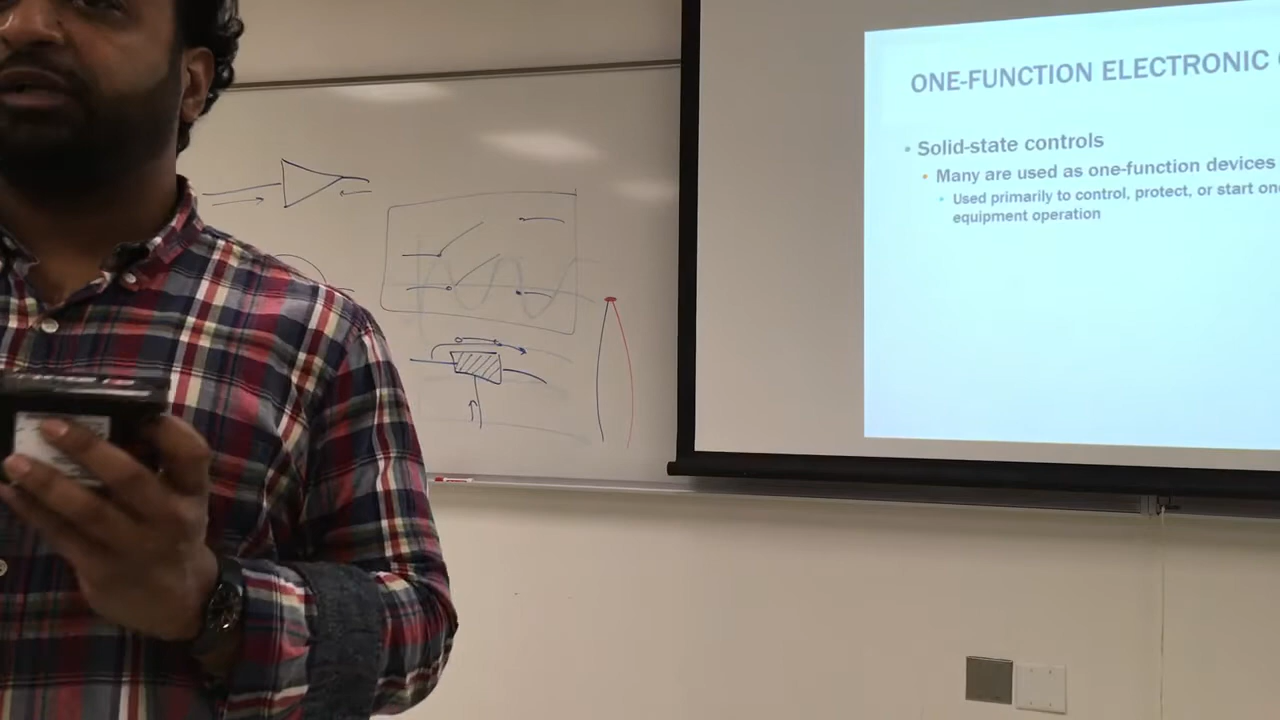 ONE-FUNCTION ELECTRONIC
• Solid-state controls
• Many are used as one-function devices
• Used primarily to control, protect, or start
equipment operation